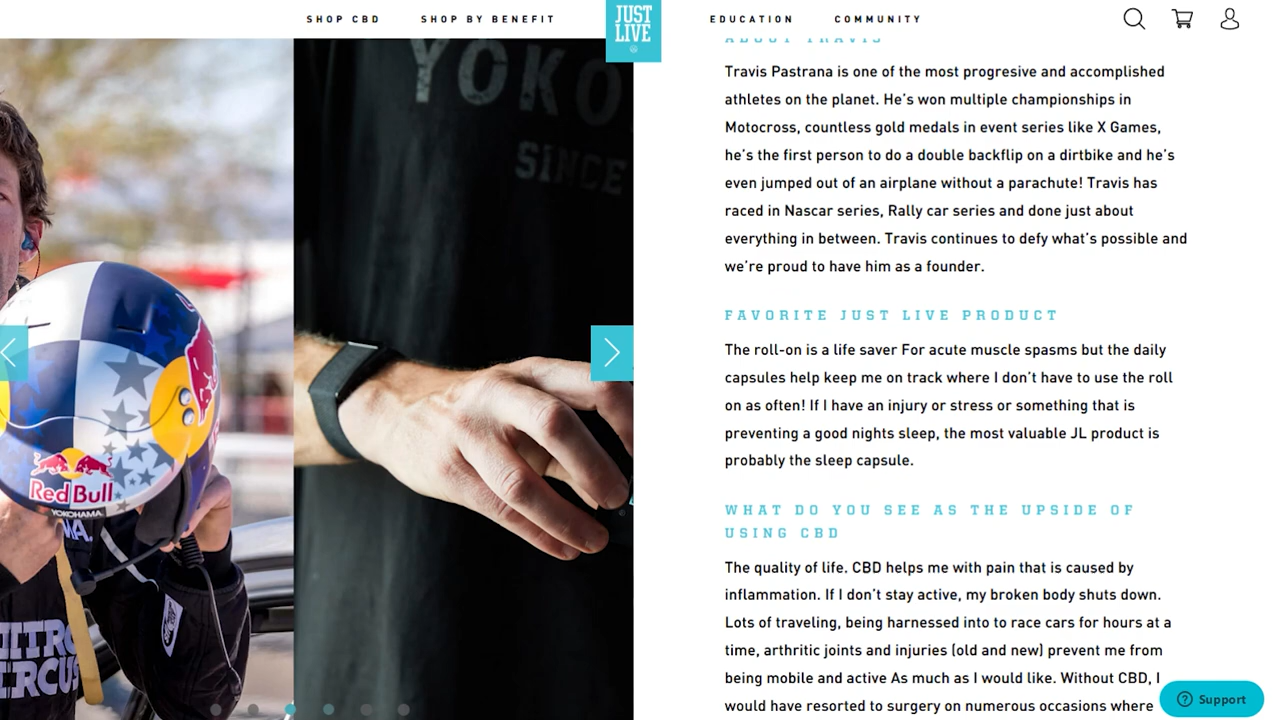 SHOP CBD
SHOP BY BENEFIT
JUST
LIVE
EDUCATION
COMMUNITY
ABOUT TRAVIS
Travis Pastrana is one of the most progresive and accomplished
athletes on the planet. He's won multiple championships in
Motocross, countless gold medals in event series like X Games,
he's the first person to do a double backflip on a dirtbike and he's
even jumped out of an airplane without a parachute! Travis has
raced in Nascar series, Rally car series and done just about
everything in between. Travis continues to defy what's possible and
we're proud to have him as a founder.
FAVORITE JUST LIVE PRODUCT
The roll-on is a life saver For acute muscle spasms but the daily
capsules help keep me on track where I don't have to use the roll
on as often! If I have an injury or stress or something that is
preventing a good nights sleep, the most valuable JL product is
probably the sleep capsule.
WHAT DO YOU SEE AS THE UPSIDE OF
USING CBD
The quality of life. CBD helps me with pain that is caused by
inflammation. If I don't stay active, my broken body shuts down.
Lots of traveling, being harnessed into to race cars for hours at a
time, arthritic joints and injuries (old and new) prevent me from
being mobile and active As much as I would like. Without CBD, I
would have resorted to surgery on numerous occasions where
Support
YOKO
SINCE
Red Bull
YOKOHAMA
MA.
NITRO
CIRCUS